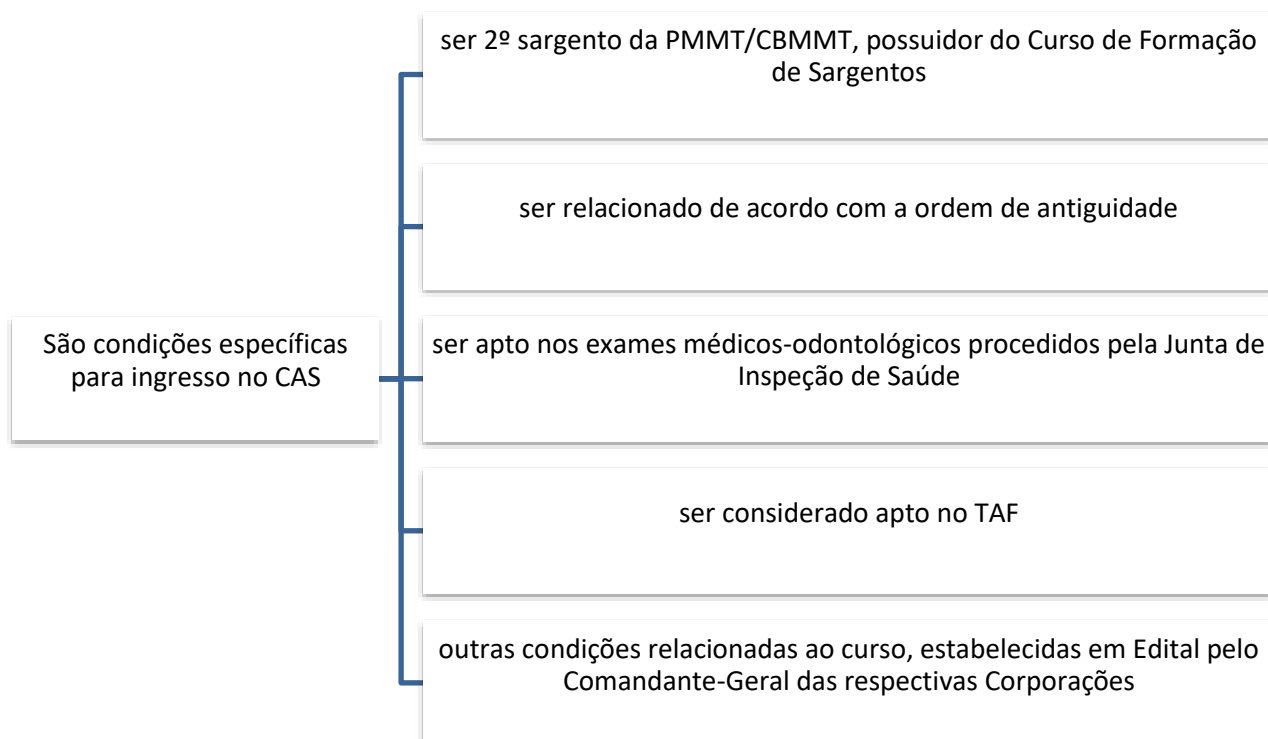 São condições específicas
para ingresso no CAS
ser 2º sargento da PMMT/CBMMT, possuidor do Curso de Formação
de Sargentos
ser relacionado de acordo com a ordem de antiguidade
ser apto nos exames médicos-odontológicos procedidos pela Junta de
Inspeção de Saúde
ser considerado apto no TAF
outras condições relacionadas ao curso, estabelecidas em Edital pelo
Comandante-Geral das respectivas Corporações